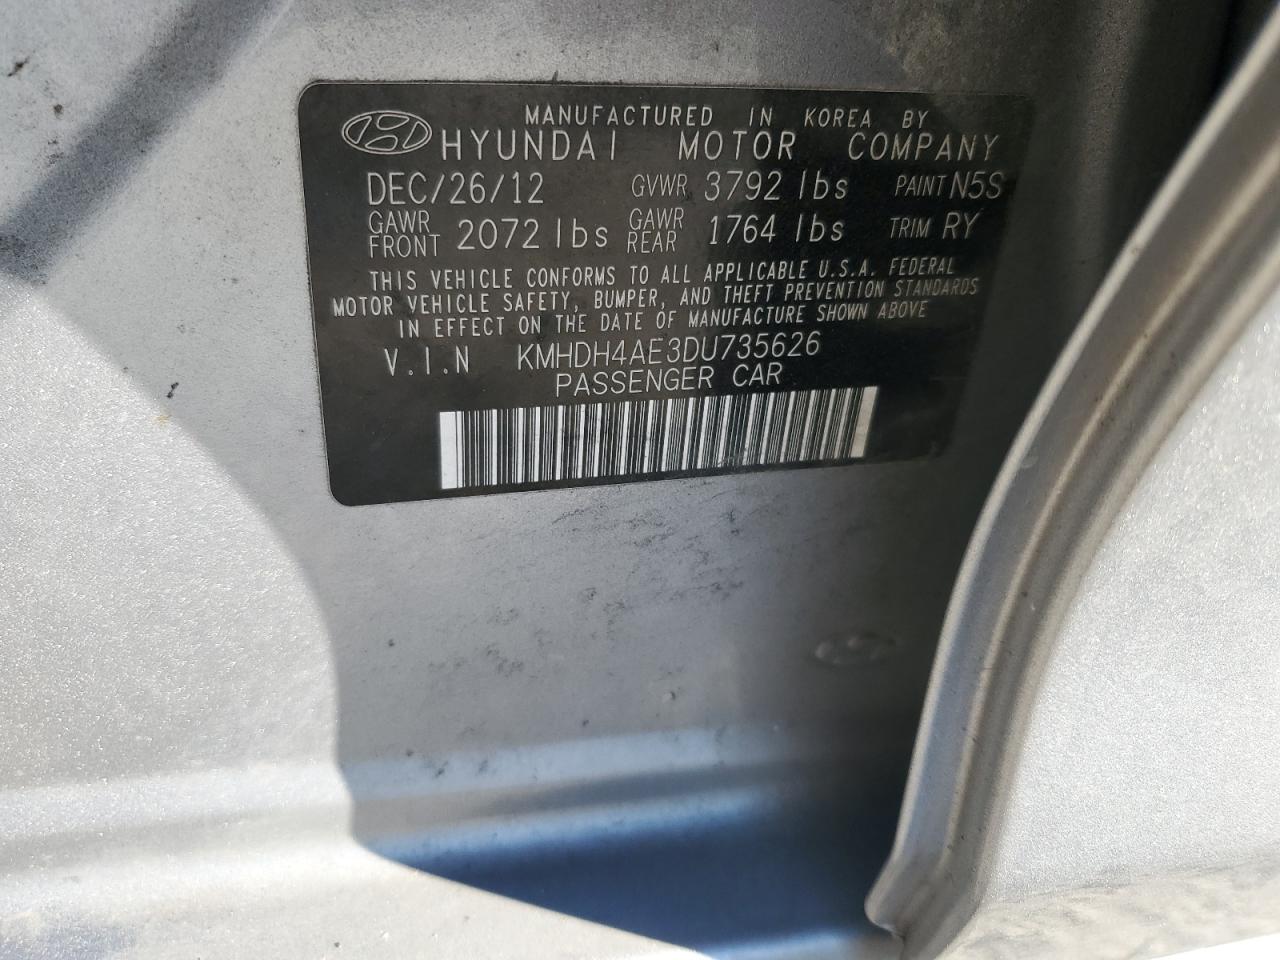 MANUFACTURED IN KOREA BY
HYUNDAI MOTOR COMPANY
DEC/26/12 GVWR 3792 lbs PAINT N5S
GAWR FRONT 2072 lbs GAWR REAR 1764 lbs TRIM RY
THIS VEHICLE CONFORMS TO ALL APPLICABLE U.S.A. FEDERAL
MOTOR VEHICLE SAFETY, BUMPER, AND THEFT PREVENTION STANDARDS
IN EFFECT ON THE DATE OF MANUFACTURE SHOWN ABOVE
V.I.N KMHDH4AE3DU735626
PASSENGER CAR